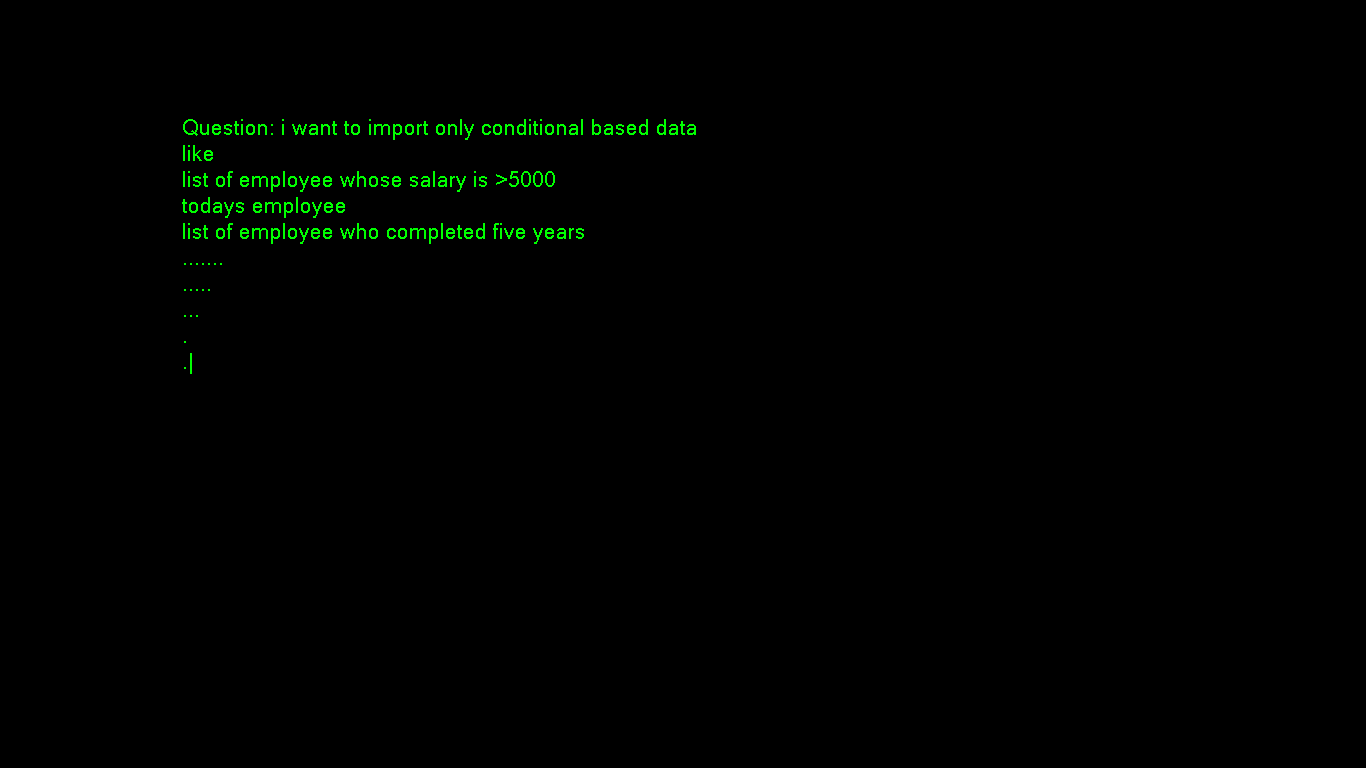 Question: i want to import only conditional based data
like
list of employee whose salary is >5000
todays employee
list of employee who completed five years
.......
.....
...
.
.